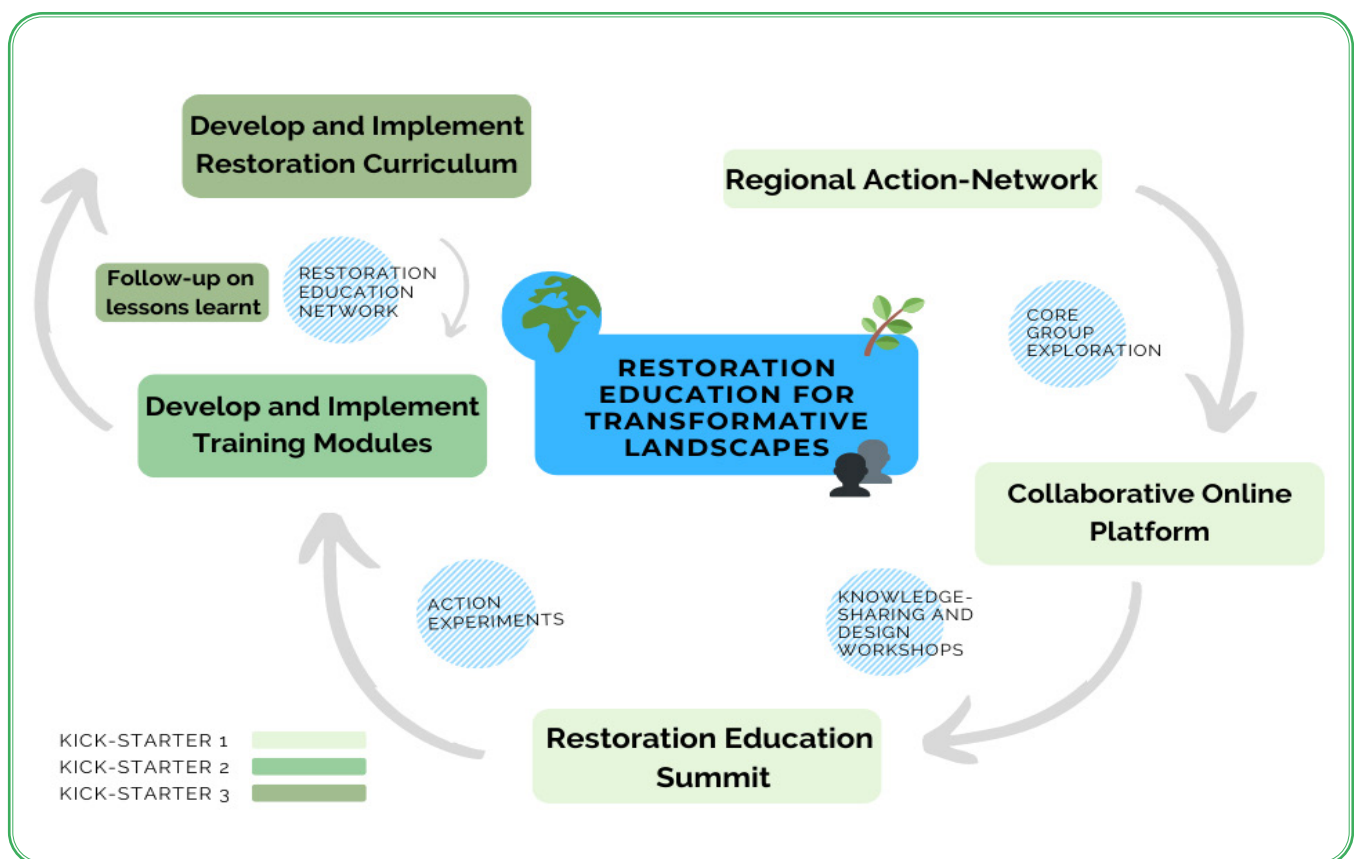 Develop and Implement
Restoration Curriculum
Regional Action-Network
Follow-up on
lessons learnt
RESTORATION
EDUCATION
NETWORK
CORE
GROUP
EXPLORATION
RESTORATION
EDUCATION FOR
TRANSFORMATIVE
LANDSCAPES
Develop and Implement
Training Modules
Collaborative Online
Platform
ACTION
EXPERIMENTS
KNOWLEDGE-
SHARING AND
DESIGN
WORKSHOPS
Restoration Education
Summit
KICK-STARTER 1
KICK-STARTER 2
KICK-STARTER 3